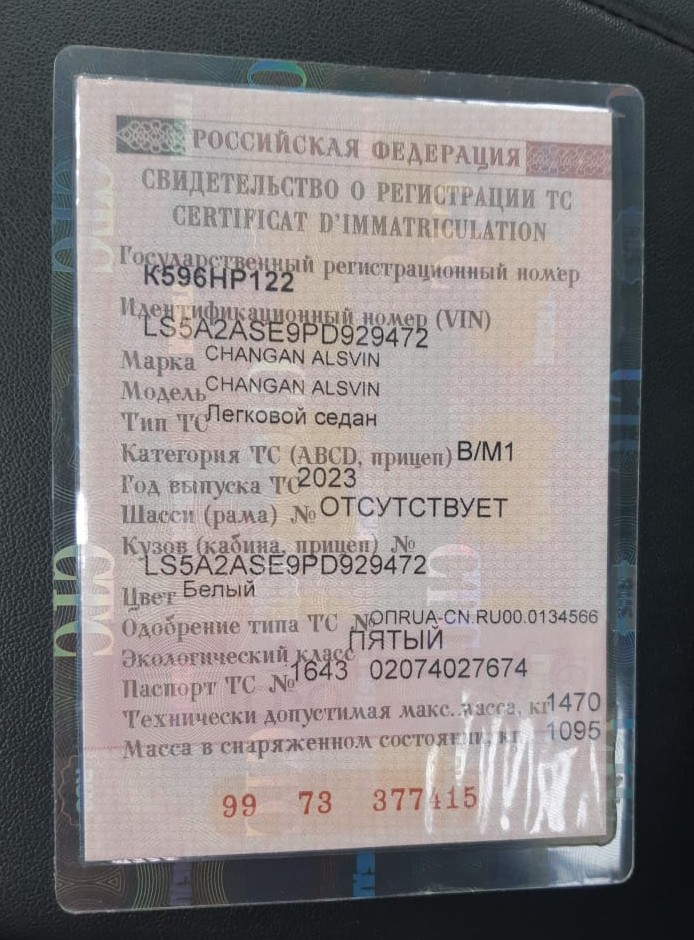 РОССИЙСКАЯ ФЕДЕРАЦИЯ
СВИДЕТЕЛЬСТВО О РЕГИСТРАЦИИ ТС
CERTIFICAT D'IMMATRICULATION
Государственный регистрационный номер
К596НР122
Идентификационный номер (VIN)
LS5A2ASE9PD929472
Марка CHANGAN ALSVIN
Модель CHANGAN ALSVIN
Тип ТС Легковой седан
Категория ТС (ABCD, прицеп) B/M1
Год выпуска ТС 2023
Шасси (рама) № ОТСУТСТВУЕТ
Кузов (кабина, прицеп) №
LS5A2ASE9PD929472
Цвет Белый
Одобрение типа ТС № ОПRUA-CN.RU00.0134566
Экологический класс ПЯТЫЙ
Паспорт ТС № 1643 02074027674
Технически допустимая макс. масса, кг 1470
Масса в снаряженном состоянии, кг 1095
99 73 377415